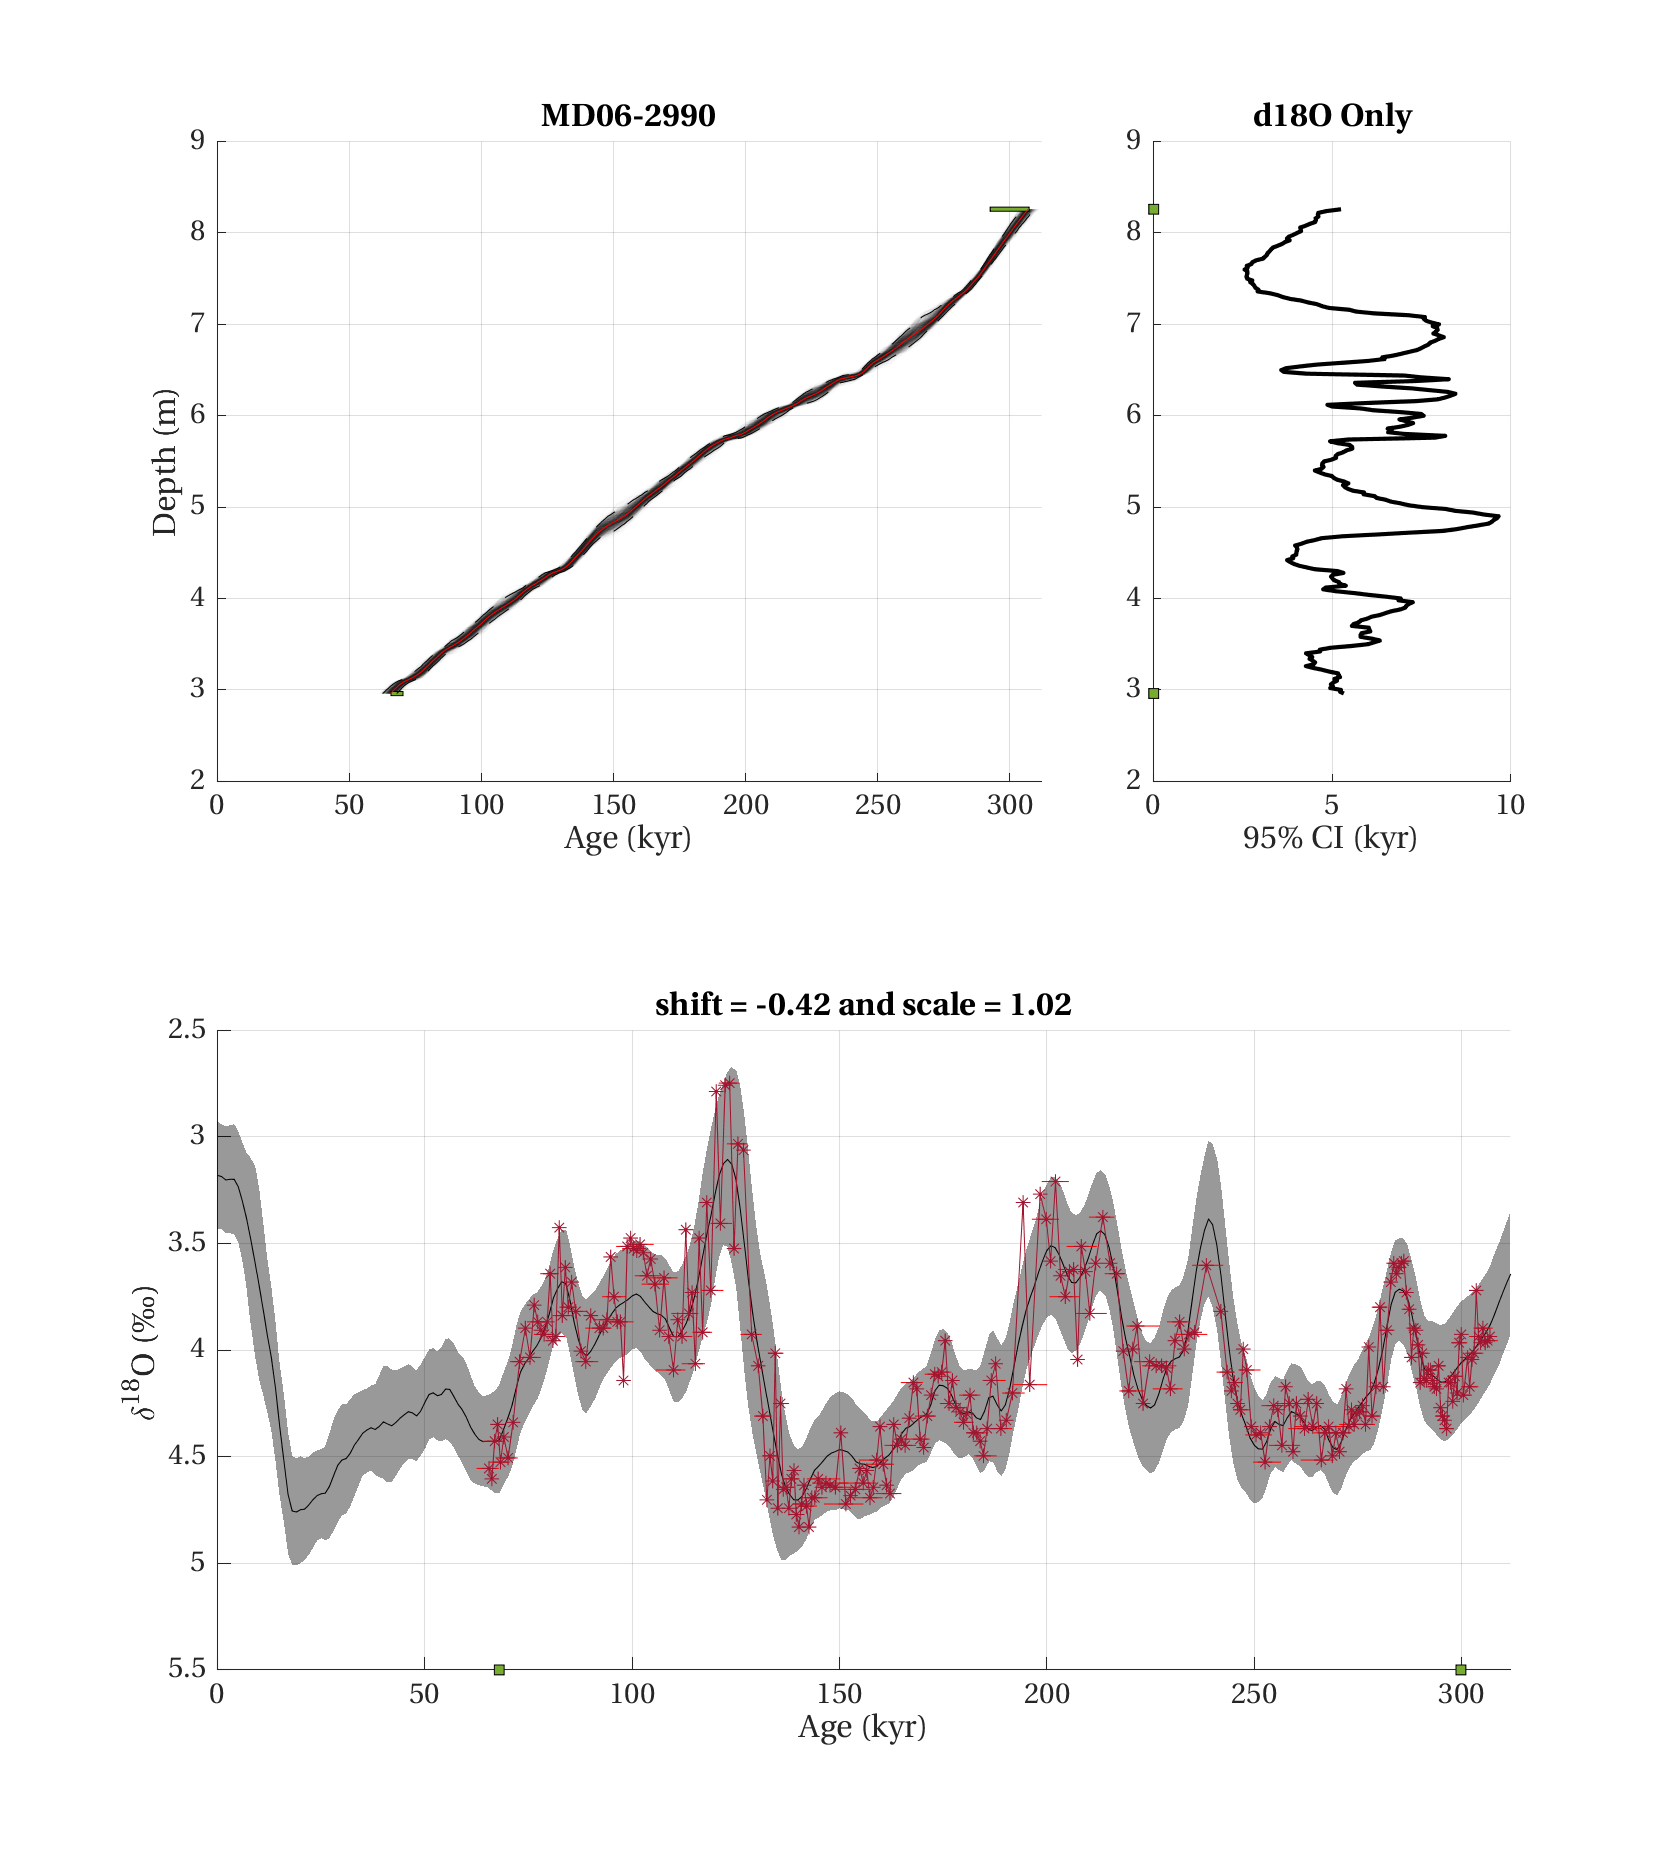 MD06-2990
d18O Only
9
8
7
6
5
4
3
2
Depth (m)
0 50 100 150 200 250 300
Age (kyr)
9
8
7
6
5
4
3
2
0 5 10
95% CI (kyr)
shift = -0.42 and scale = 1.02
2.5
3
3.5
4
4.5
5
5.5
δ¹⁸O (‰)
0 50 100 150 200 250 300
Age (kyr)